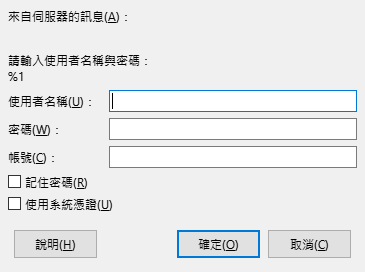 來自伺服器的訊息(A)：
請輸入使用者名稱與密碼：
%1
使用者名稱(U)：
密碼(W)：
帳號(C)：
記住密碼(R)
使用系統憑證(U)
說明(H) 確定(O) 取消(C)